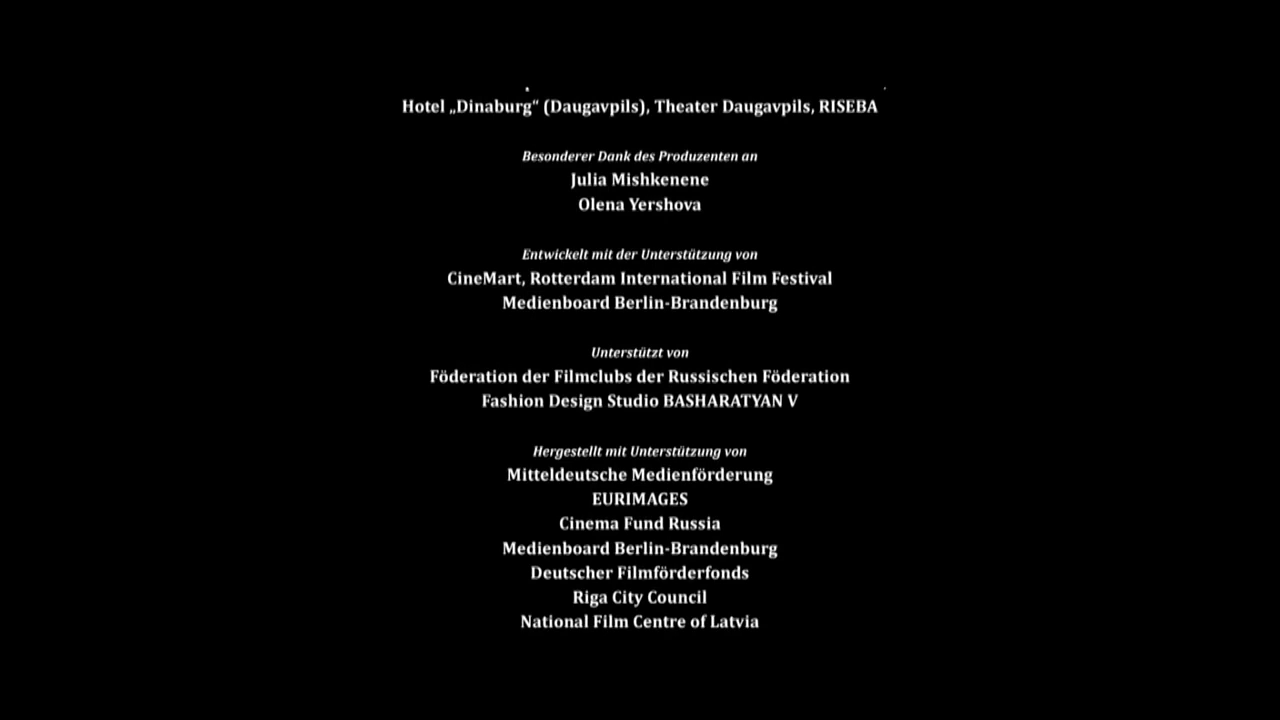 Hotel „Dinaburg“ (Daugavpils), Theater Daugavpils, RISEBA
Besonderer Dank des Produzenten an
Julia Mishkenene
Olena Yershova
Entwickelt mit der Unterstützung von
CineMart, Rotterdam International Film Festival
Medienboard Berlin-Brandenburg
Unterstützt von
Föderation der Filmclubs der Russischen Föderation
Fashion Design Studio BASHARATYAN V
Hergestellt mit Unterstützung von
Mitteldeutsche Medienförderung
EURIMAGES
Cinema Fund Russia
Medienboard Berlin-Brandenburg
Deutscher Filmförderfonds
Riga City Council
National Film Centre of Latvia